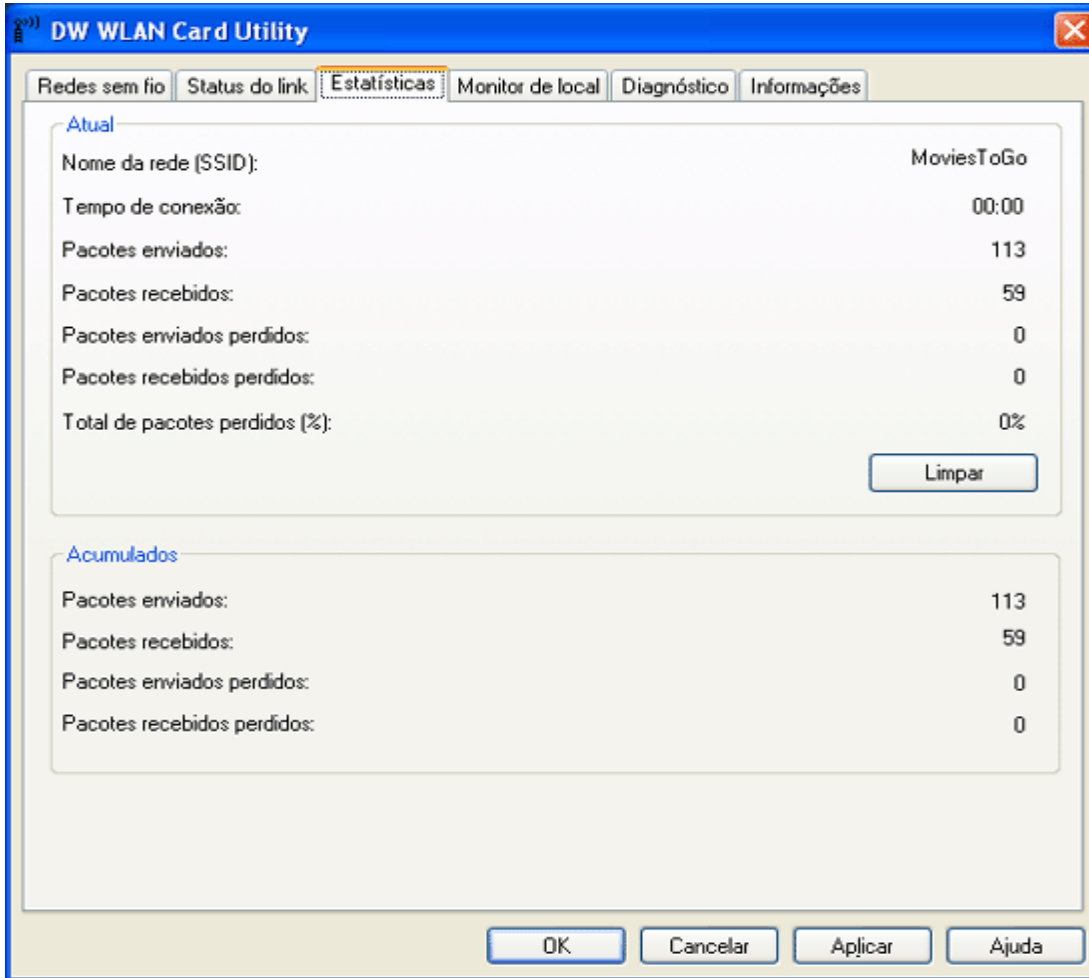 DW WLAN Card Utility
Redes sem fio Status do link Estatísticas Monitor de local Diagnóstico Informações
Atual
Nome da rede (SSID): MoviesToGo
Tempo de conexão: 00:00
Pacotes enviados: 113
Pacotes recebidos: 59
Pacotes enviados perdidos: 0
Pacotes recebidos perdidos: 0
Total de pacotes perdidos (%): 0%
Limpar
Acumulados
Pacotes enviados: 113
Pacotes recebidos: 59
Pacotes enviados perdidos: 0
Pacotes recebidos perdidos: 0
OK Cancelar Aplicar Ajuda